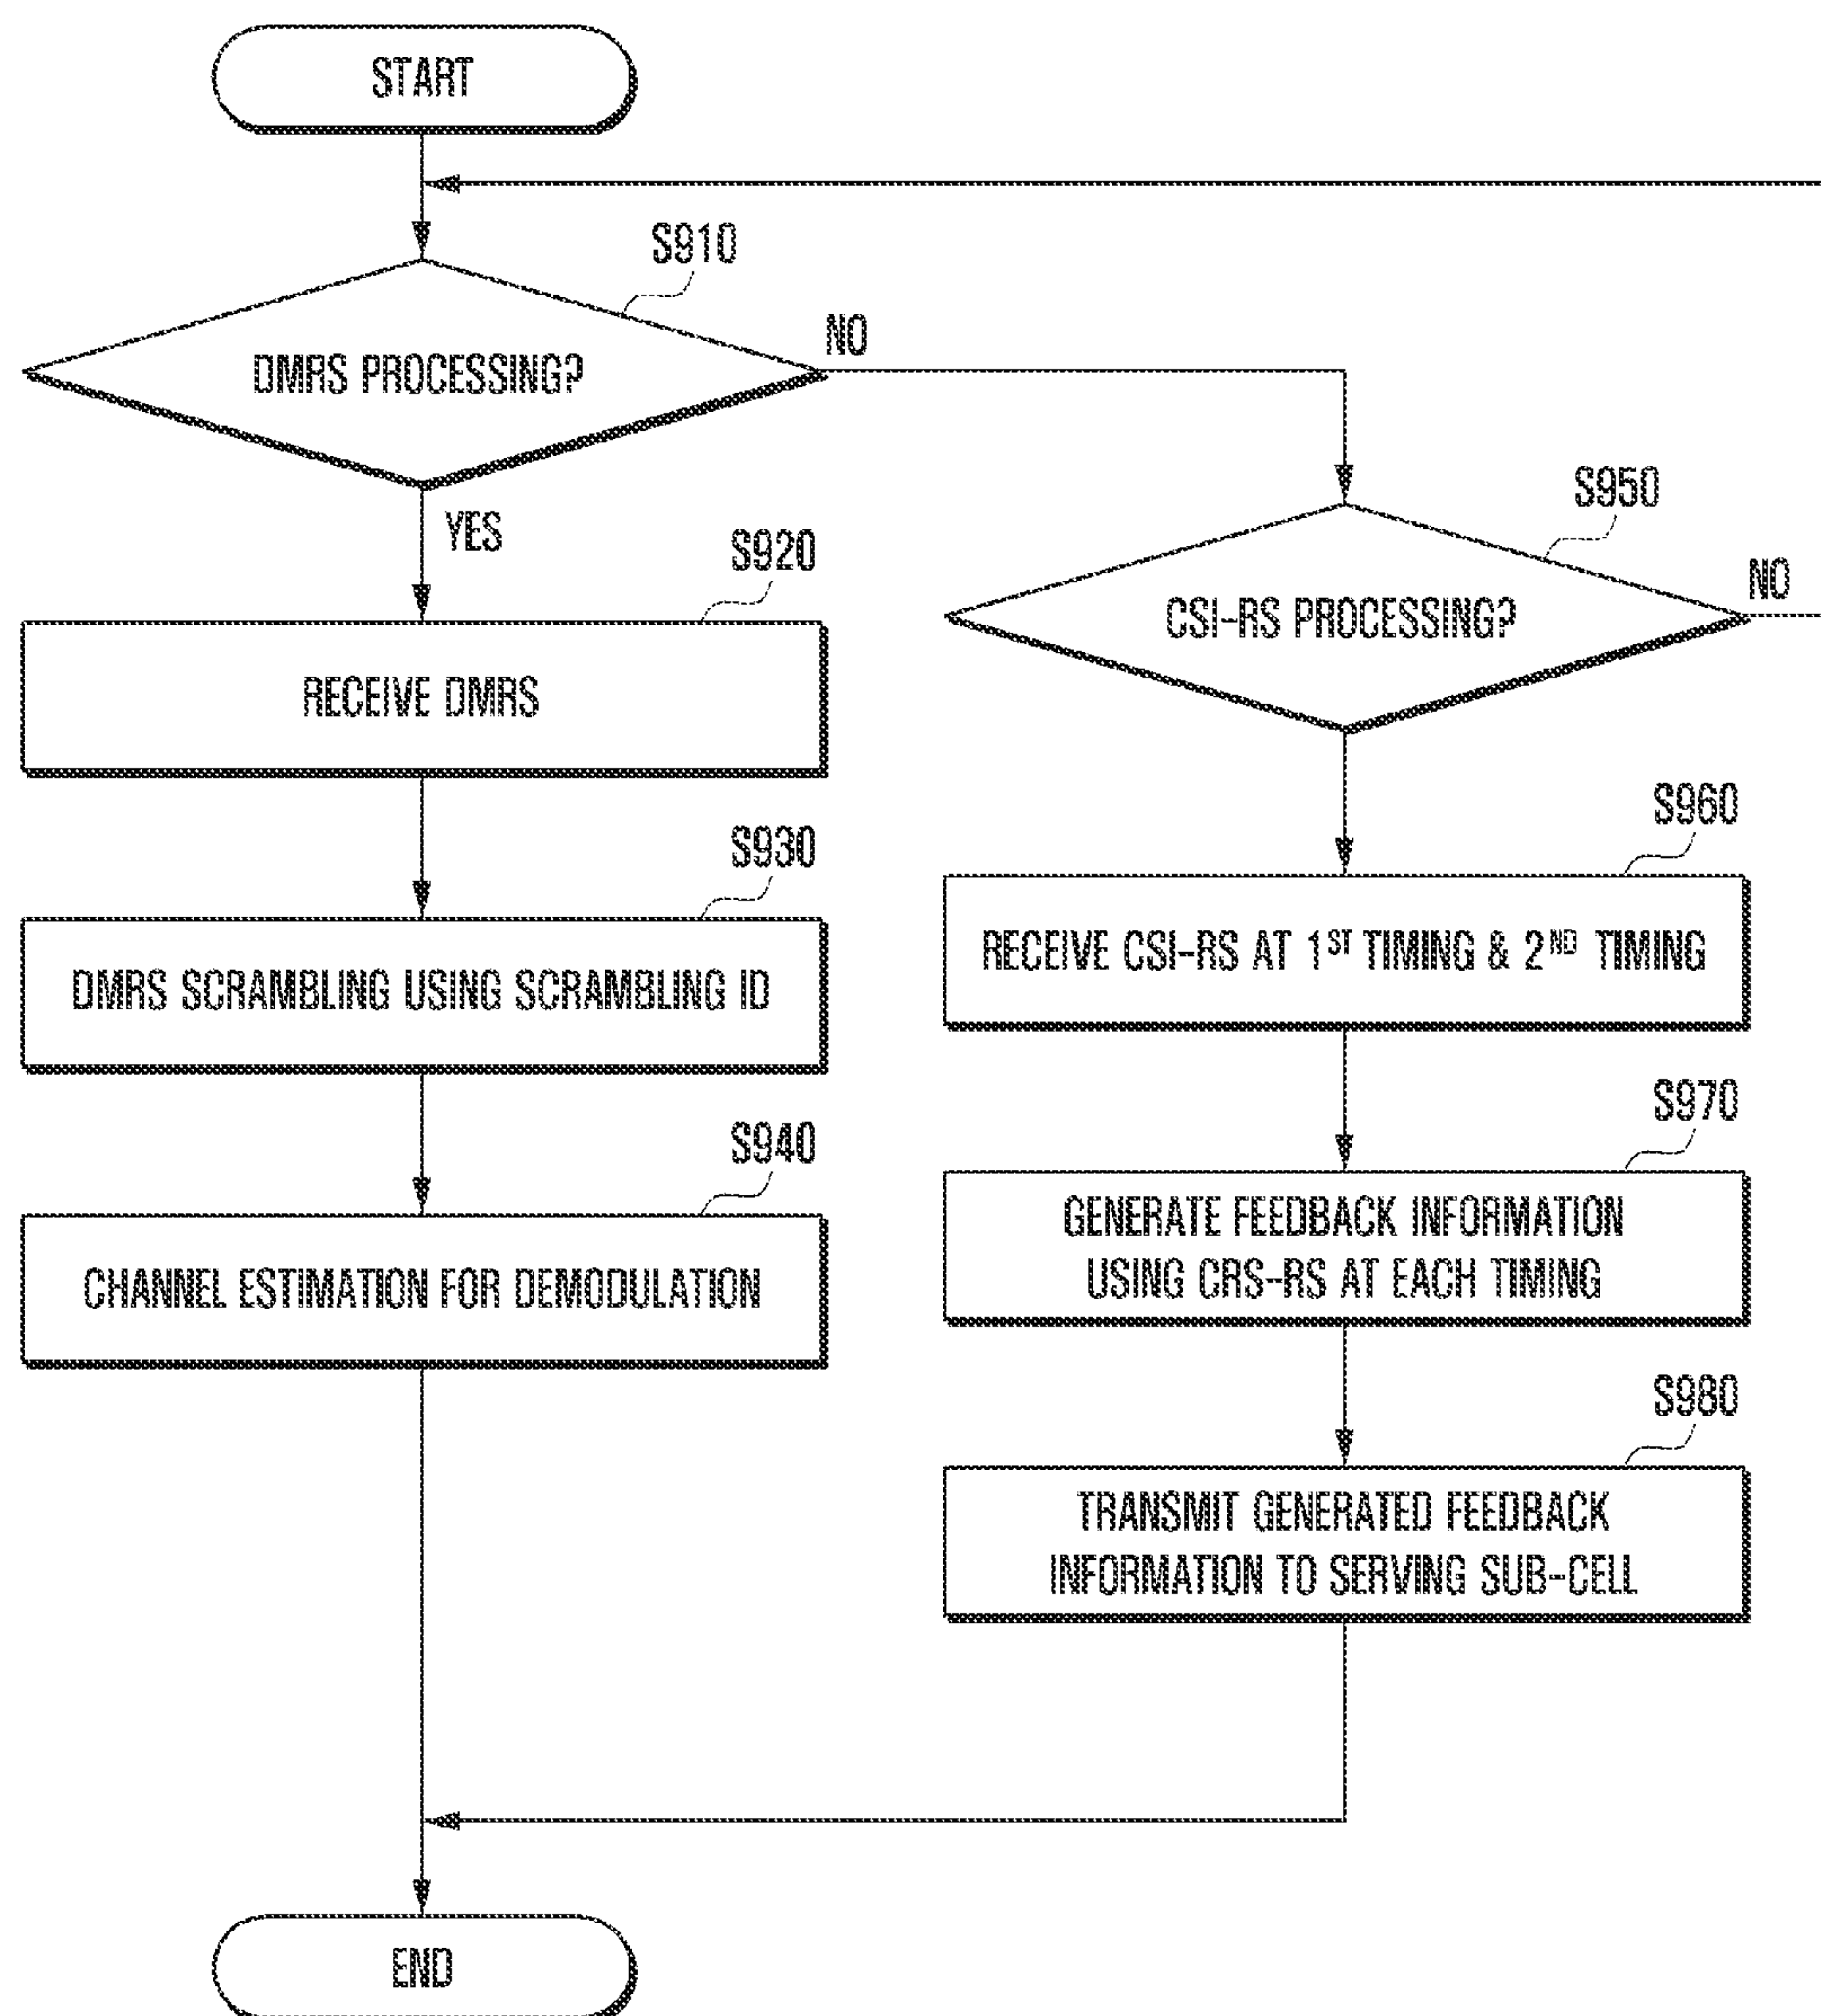 START
S910
DMRS PROCESSING?
NO
YES
S920
RECEIVE DMRS
S930
DMRS SCRAMBLING USING SCRAMBLING ID
S940
CHANNEL ESTIMATION FOR DEMODULATION
S950
CSI-RS PROCESSING?
NO
S960
RECEIVE CSI-RS AT 1ST TIMING & 2ND TIMING
S970
GENERATE FEEDBACK INFORMATION
USING CRS-RS AT EACH TIMING
S980
TRANSMIT GENERATED FEEDBACK
INFORMATION TO SERVING SUB-CELL
END